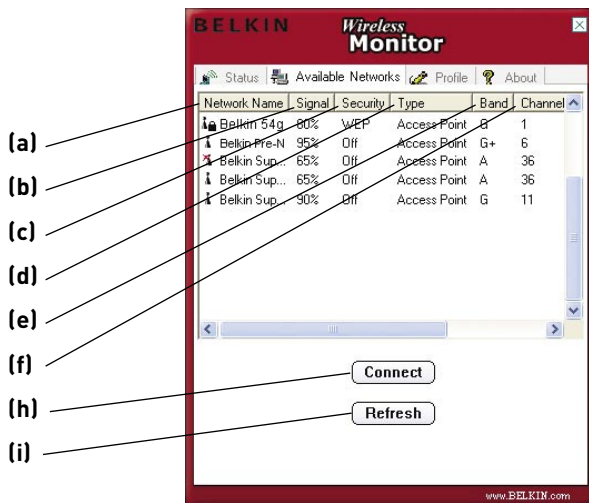 BELKIN Wireless Monitor
Status Available Networks Profile ? About
Network Name Signal Security Type Band Channel
Belkin 54g 80% WEP Access Point G 1
Belkin Pre-N 95% Off Access Point G+ 6
Belkin Sup... 65% Off Access Point A 36
Belkin Sup... 65% Off Access Point A 36
Belkin Sup... 90% Off Access Point G 11
(a)
(b)
(c)
(d)
(e)
(f)
(h)
(i)
Connect
Refresh
www.BELKIN.com